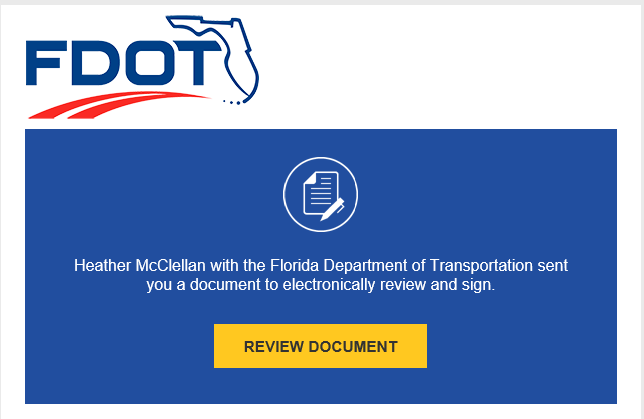 FDOT
Heather McClellan with the Florida Department of Transportation sent
you a document to electronically review and sign.
REVIEW DOCUMENT